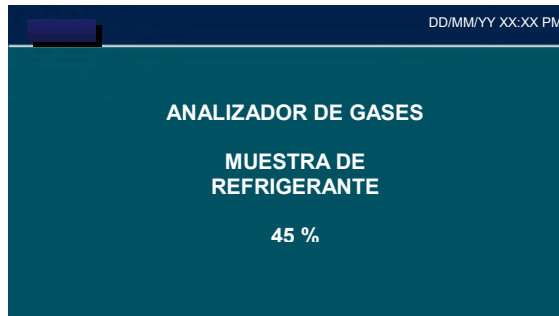 DD/MM/YY XX:XX PM
ANALIZADOR DE GASES
MUESTRA DE
REFRIGERANTE
45 %